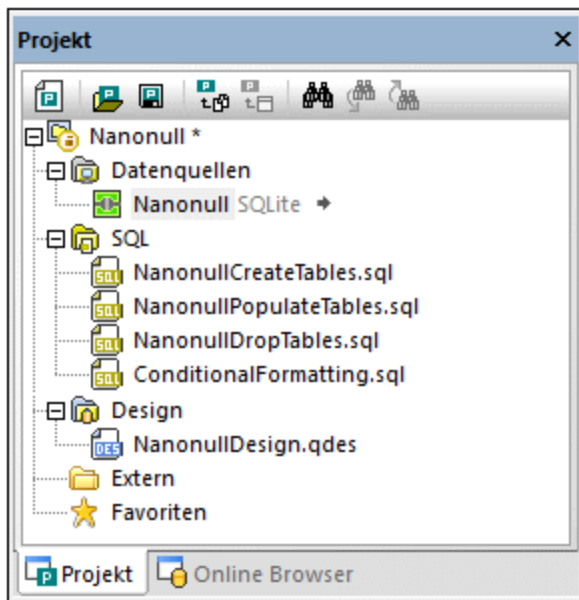 Projekt
Nanonull *
Datenquellen
Nanonull SQLite
SQL
NanonullCreateTables.sql
NanonullPopulateTables.sql
NanonullDropTables.sql
ConditionalFormatting.sql
Design
NanonullDesign.qdes
Extern
Favoriten
Projekt Online Browser